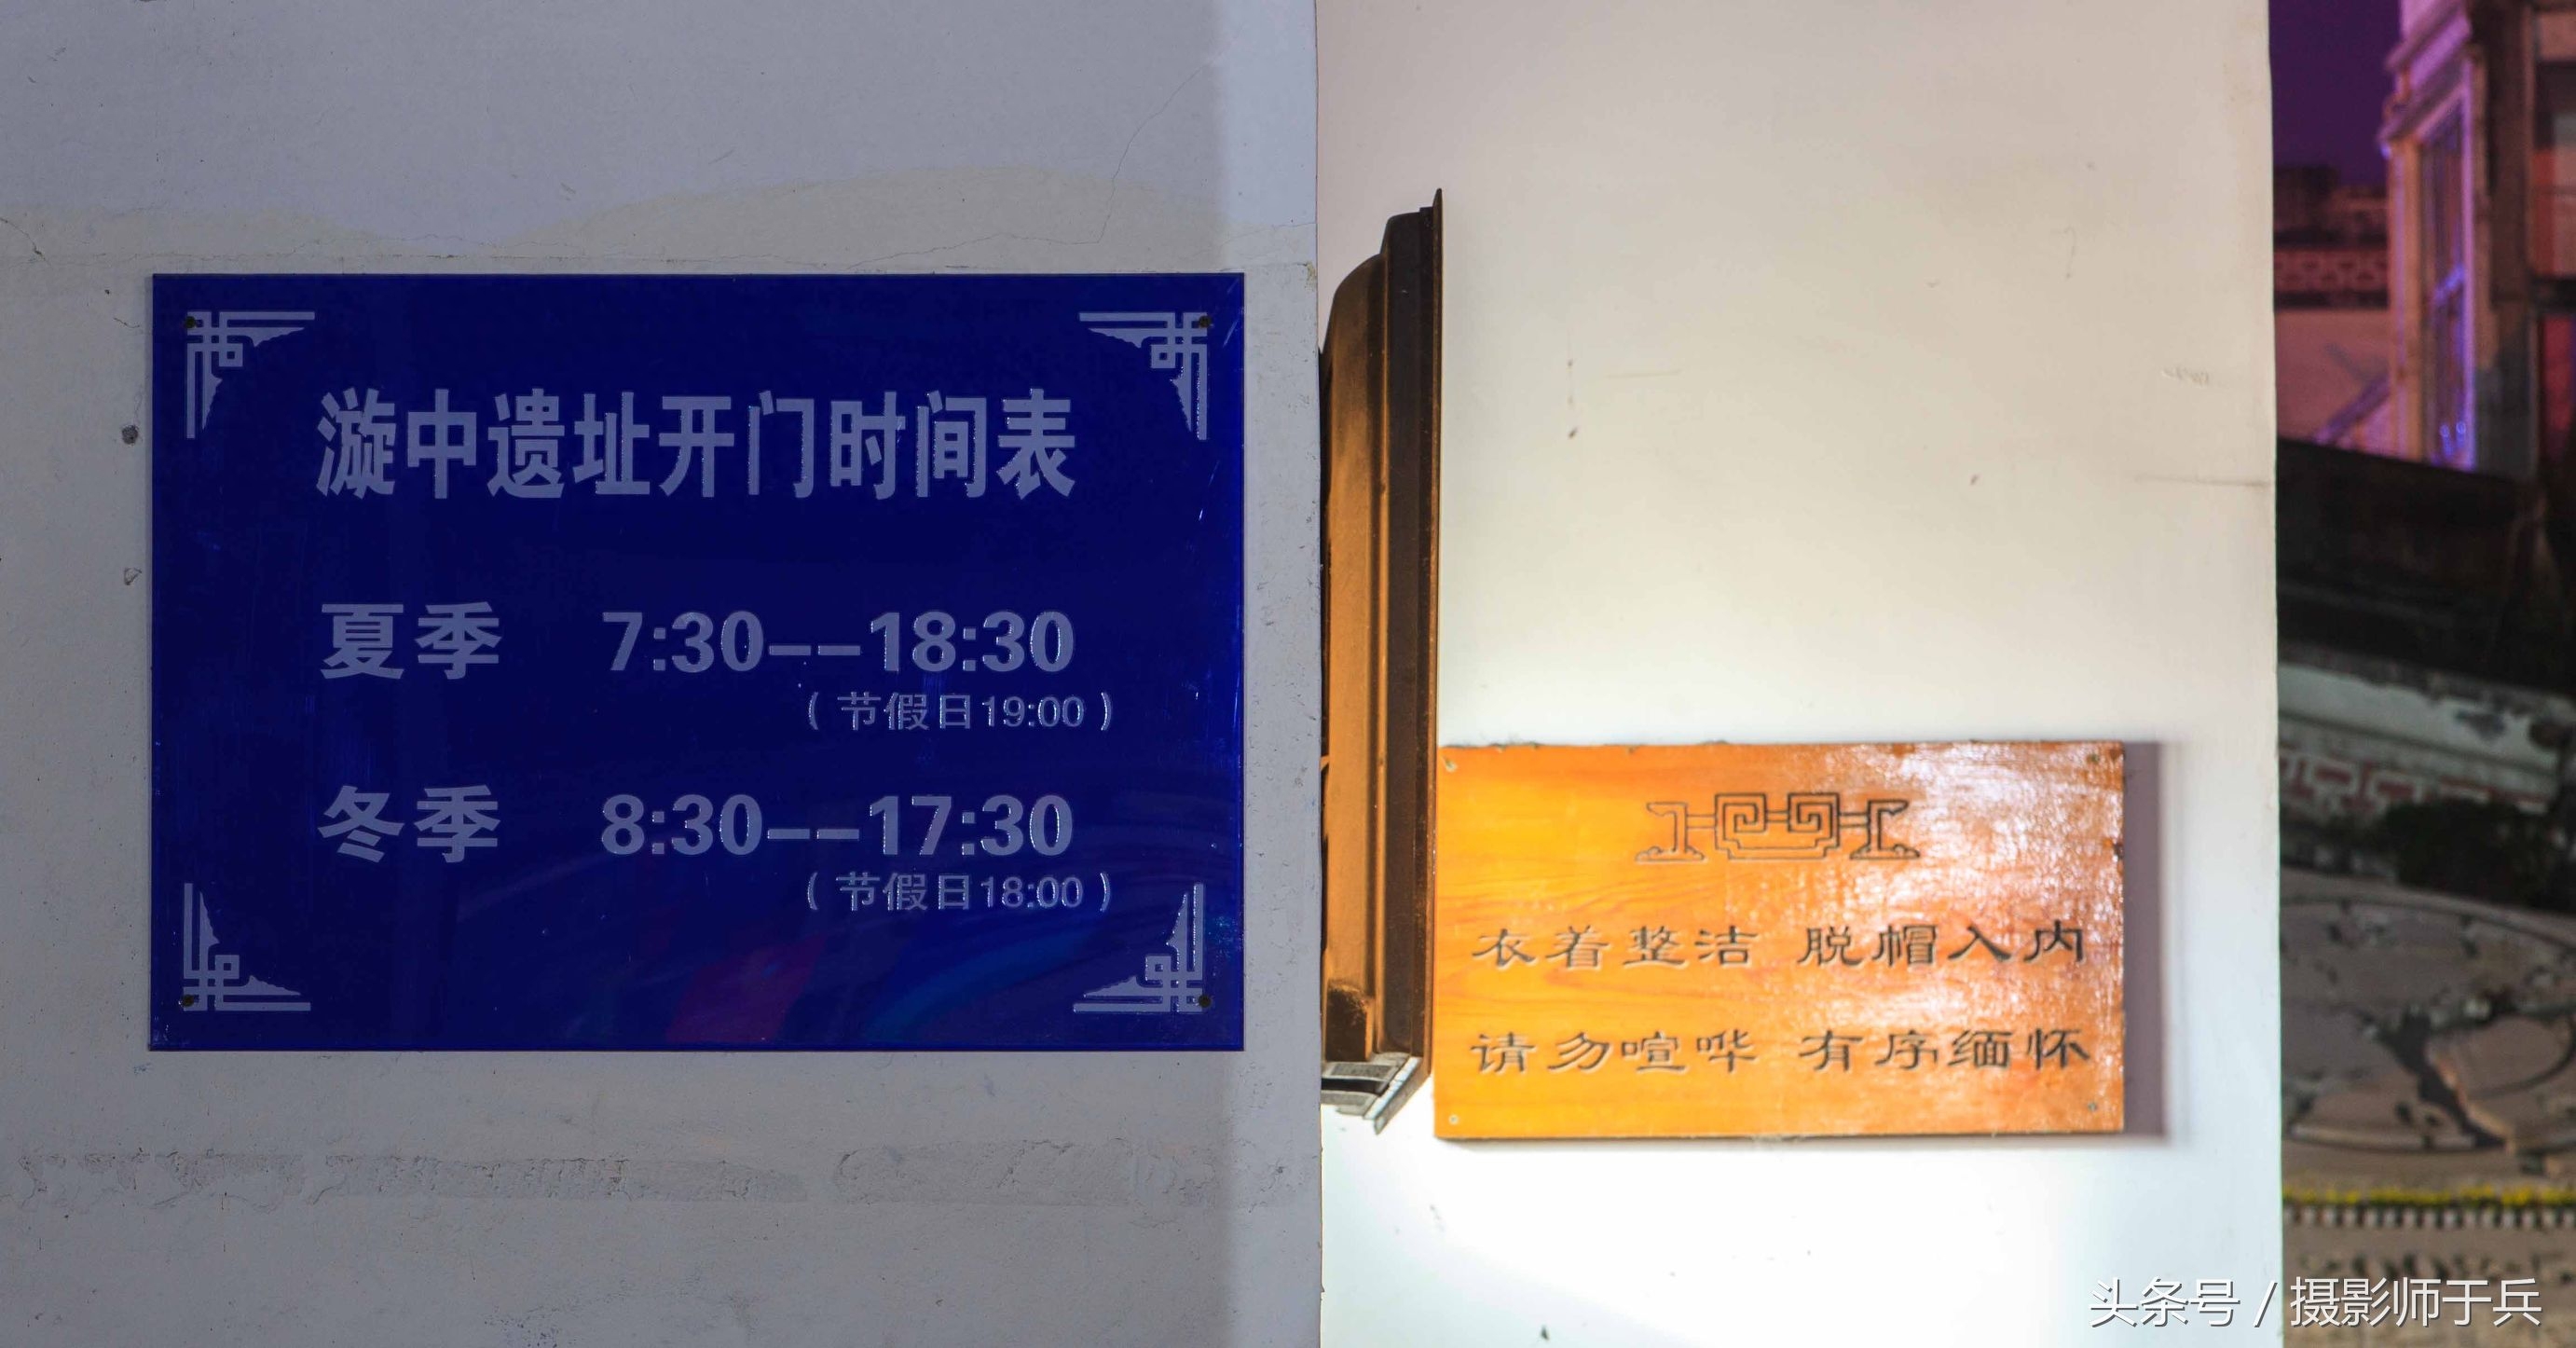 漩中遗址开门时间表
夏季 7:30——18:30
（节假日19:00）
冬季 8:30——17:30
（节假日18:00）
衣着整洁 脱帽入内
请勿喧哗 有序缅怀
头条号 / 摄影师于兵